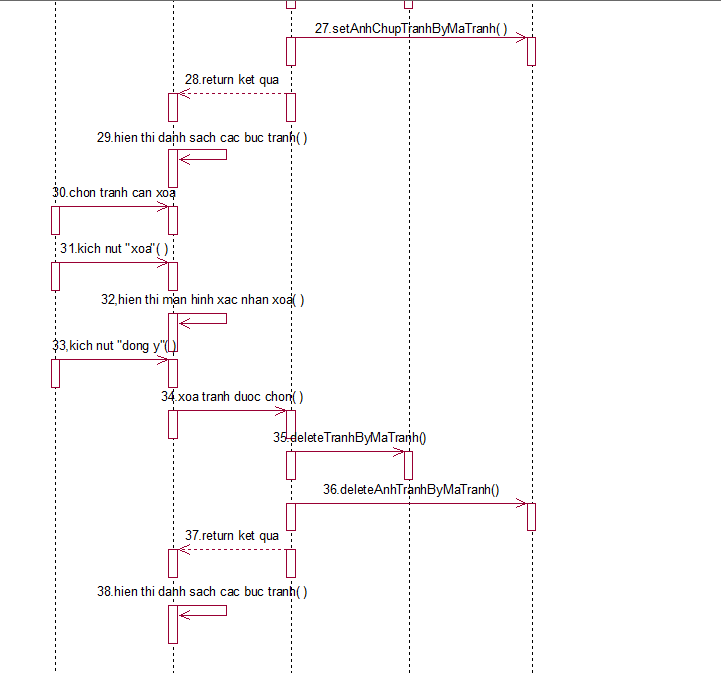 27.setAnhChupTranhByMaTranh( )
28.return ket qua
29.hien thi danh sach cac buc tranh( )
30.chon tranh can xoa
31.kich nut "xoa"( )
32,hien thi man hinh xac nhan xoa( )
33,kich nut "dong y"( )
34.xoa tranh duoc chon( )
35.deleteTranhByMaTranh()
36.deleteAnhTranhByMaTranh()
37.return ket qua
38.hien thi danh sach cac buc tranh( )